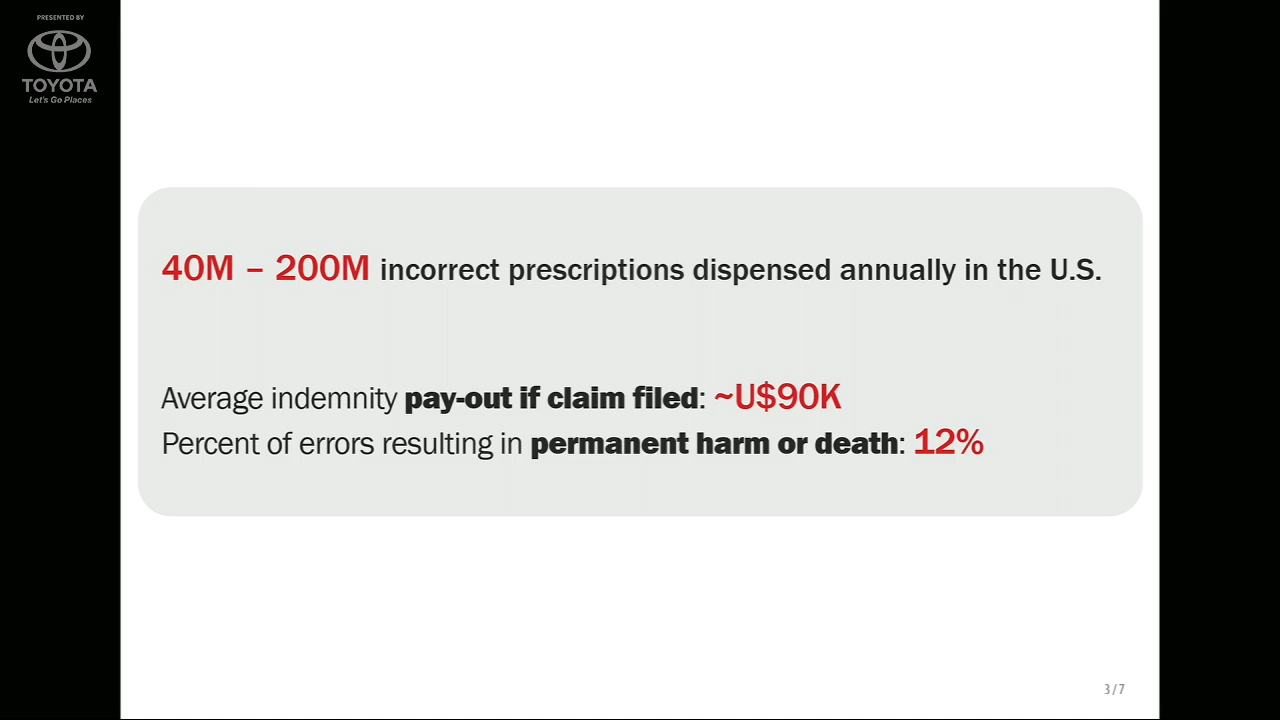 PRESENTED BY
TOYOTA
Let's Go Places
40M – 200M incorrect prescriptions dispensed annually in the U.S.
Average indemnity pay-out if claim filed: ~U$90K
Percent of errors resulting in permanent harm or death: 12%
3/7